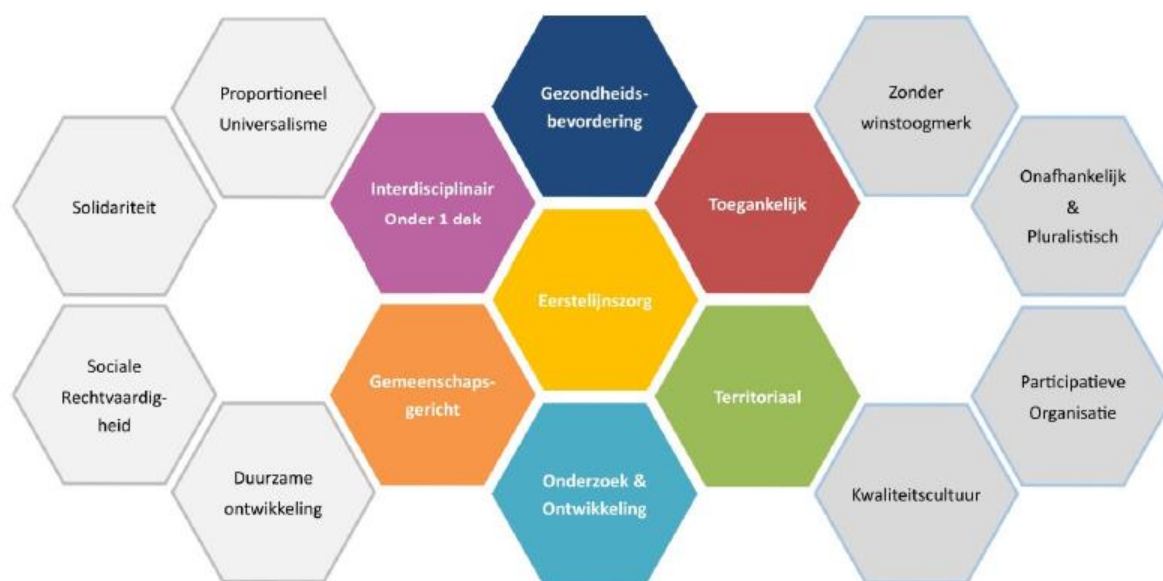 Proportioneel
Universalisme
Solidariteit
Sociale
Rechtvaardig-
heid
Duurzame
ontwikkeling
Interdisciplinair
Onder 1 dak
Gezondheids-
bevordering
Toegankelijk
Eerstelijnszorg
Gemeenschaps-
gericht
Territoriaal
Onderzoek &
Ontwikkeling
Zonder
winstoogmerk
Onafhankelijk
&
Pluralistisch
Participatieve
Organisatie
Kwaliteitscultuur